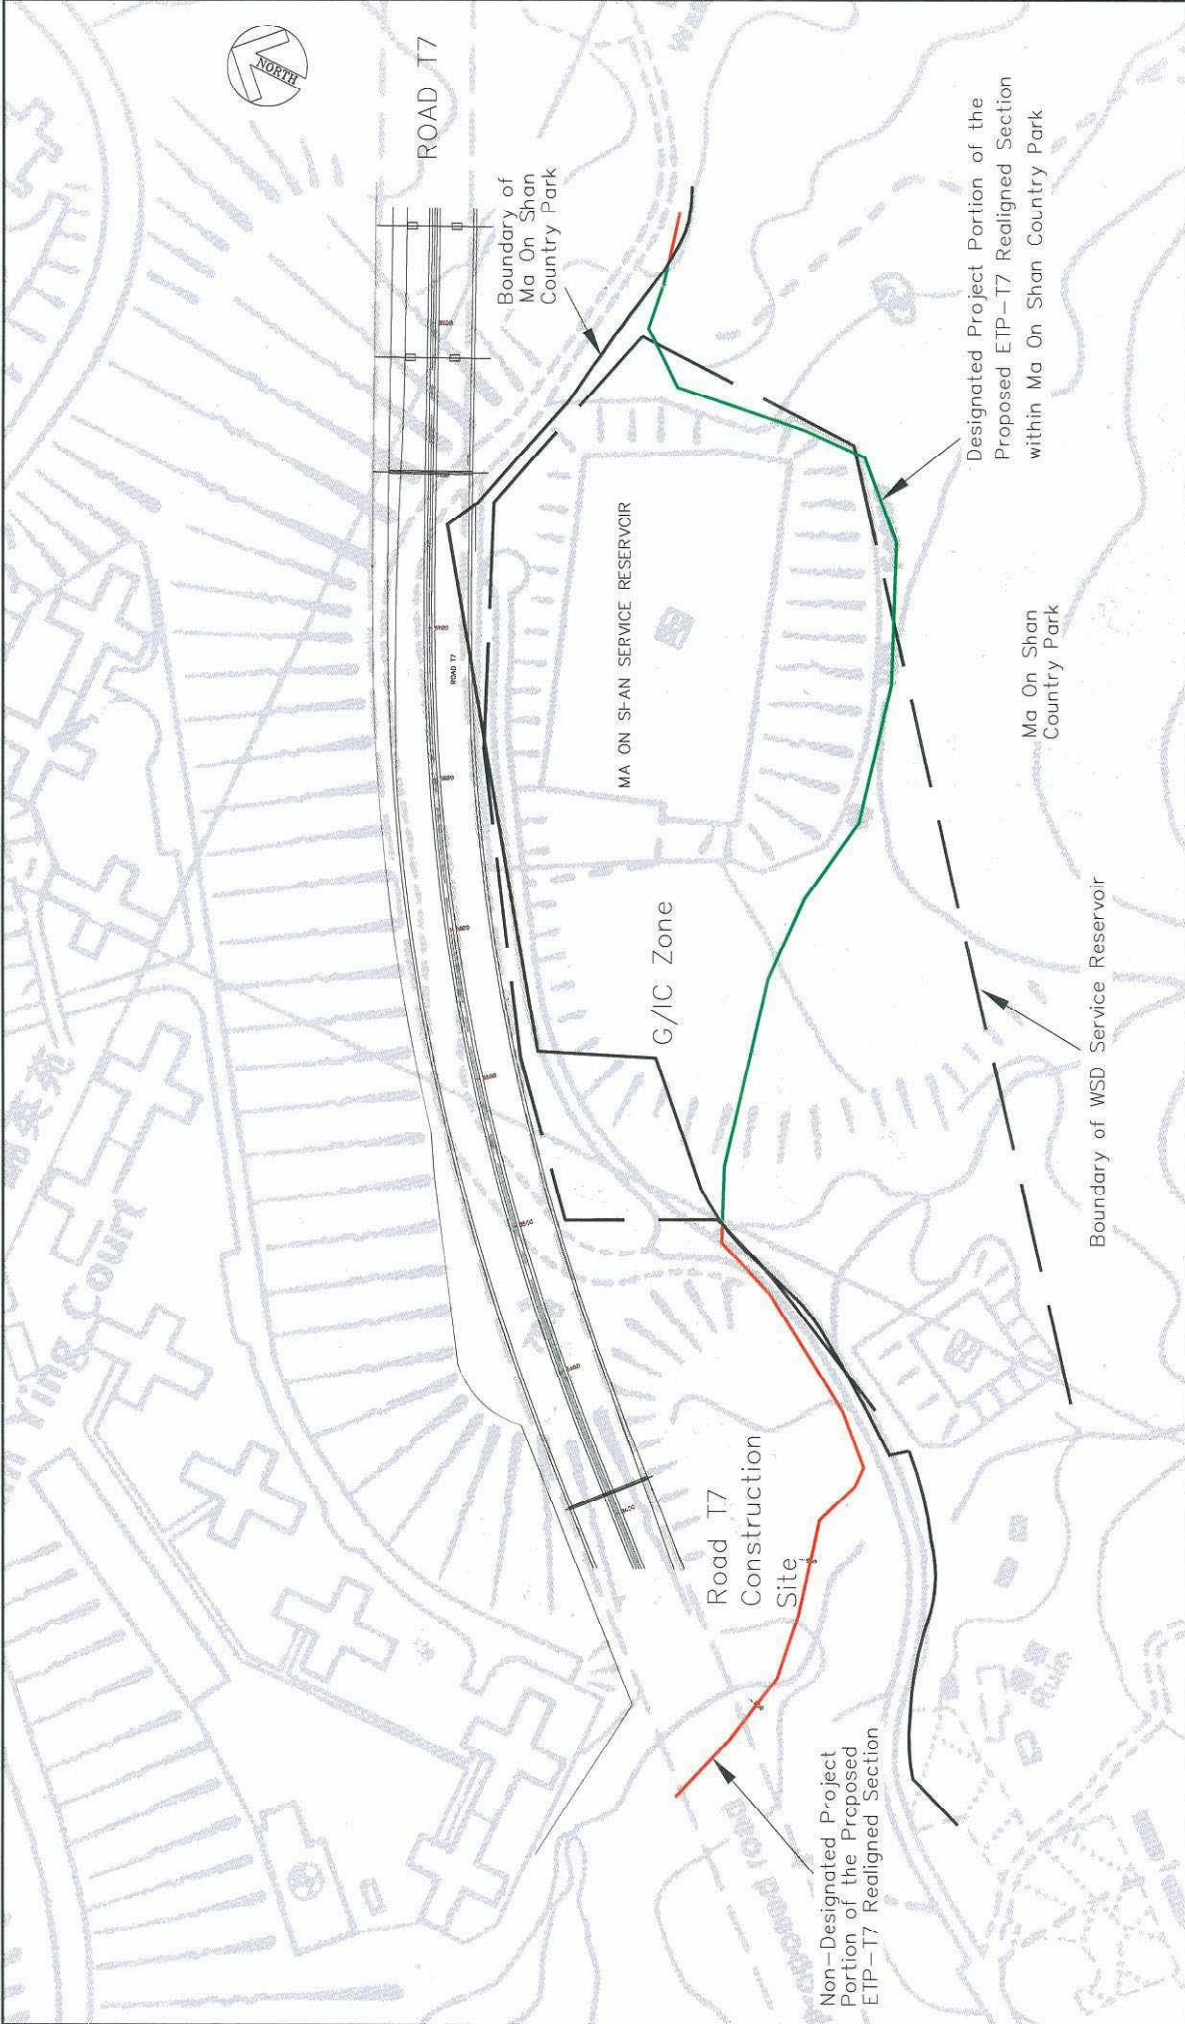 NORTH
ROAD T7
Boundary of
Ma On Shan
Country Park
Designated Project Portion of the
Proposed ETP-T7 Realigned Section
within Ma On Shan Country Park
ROAD T7
MA ON SHAN SERVICE RESERVOIR
Ma On Shan
Country Park
G/IC Zone
Boundary of WSD Service Reservoir
Ying Court
Road T7
Construction
Site
Ruin
Non-Designated Project
Portion of the Proposed
ETP-T7 Realigned Section